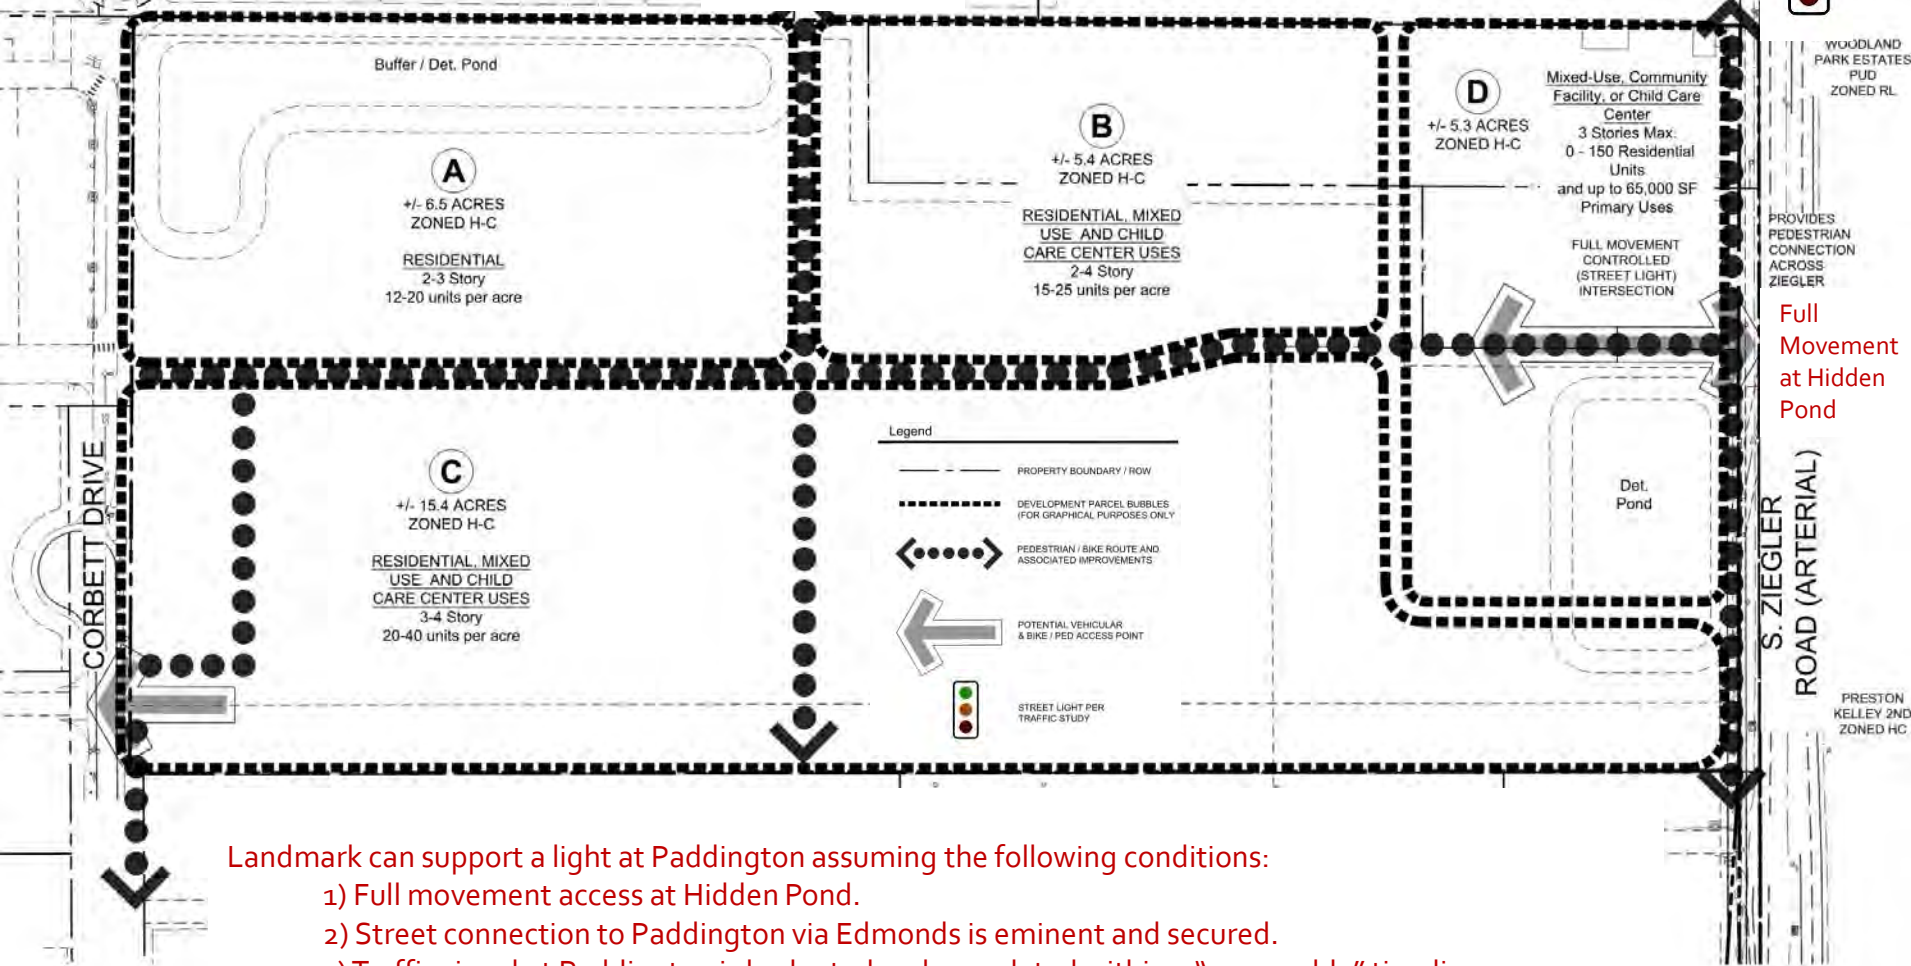 Buffer / Det. Pond
A
+/- 6.5 ACRES
ZONED H-C
RESIDENTIAL
2-3 Story
12-20 units per acre
B
+/- 5.4 ACRES
ZONED H-C
RESIDENTIAL, MIXED
USE AND CHILD
CARE CENTER USES
2-4 Story
15-25 units per acre
D
+/- 5.3 ACRES
ZONED H-C
Mixed-Use, Community
Facility, or Child Care
Center
3 Stories Max.
0 - 150 Residential
Units
and up to 65,000 SF
Primary Uses
FULL MOVEMENT
CONTROLLED
(STREET LIGHT)
INTERSECTION
WOODLAND
PARK ESTATES
PUD
ZONED RL
PROVIDES
PEDESTRIAN
CONNECTION
ACROSS
ZIEGLER
Full
Movement
at Hidden
Pond
CORBETT DRIVE
C
+/- 15.4 ACRES
ZONED H-C
RESIDENTIAL, MIXED
USE AND CHILD
CARE CENTER USES
3-4 Story
20-40 units per acre
Legend
PROPERTY BOUNDARY / ROW
DEVELOPMENT PARCEL BUBBLES
(FOR GRAPHICAL PURPOSES ONLY
PEDESTRIAN / BIKE ROUTE AND
ASSOCIATED IMPROVEMENTS
POTENTIAL VEHICULAR
& BIKE / PED ACCESS POINT
STREET LIGHT PER
TRAFFIC STUDY
Det.
Pond
S. ZIEGLER
ROAD (ARTERIAL)
PRESTON
KELLEY 2ND
ZONED HC
Landmark can support a light at Paddington assuming the following conditions:
1) Full movement access at Hidden Pond.
2) Street connection to Paddington via Edmonds is eminent and secured.